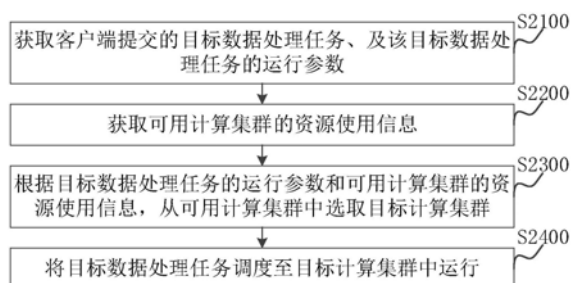 S2100
获取客户端提交的目标数据处理任务、及该目标数据处
理任务的运行参数
S2200
获取可用计算集群的资源使用信息
S2300
根据目标数据处理任务的运行参数和可用计算集群的资
源使用信息，从可用计算集群中选取目标计算集群
S2400
将目标数据处理任务调度至目标计算集群中运行